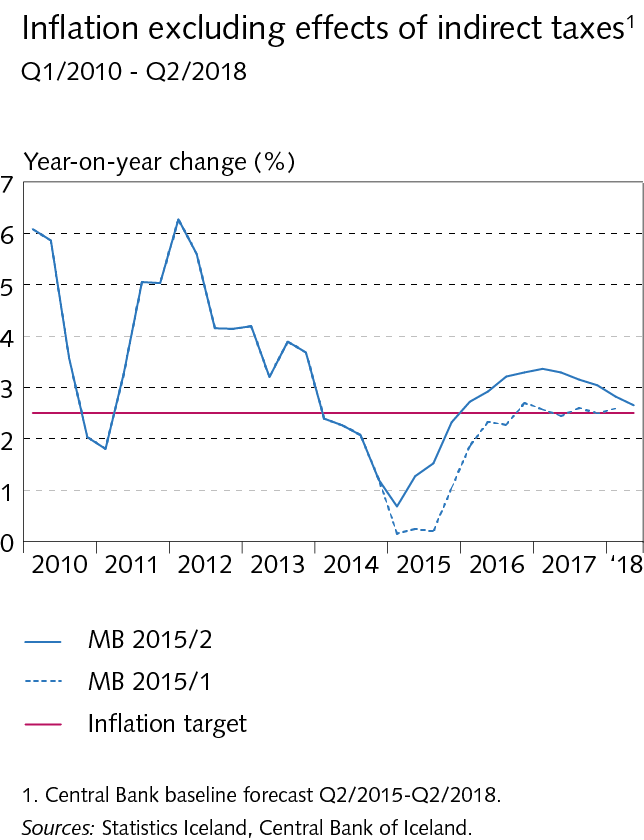 Inflation excluding effects of indirect taxes¹
Q1/2010 - Q2/2018
Year-on-year change (%)
7
6
5
4
3
2
1
0
2010 2011 2012 2013 2014 2015 2016 2017 '18
MB 2015/2
MB 2015/1
Inflation target
1. Central Bank baseline forecast Q2/2015-Q2/2018.
Sources: Statistics Iceland, Central Bank of Iceland.